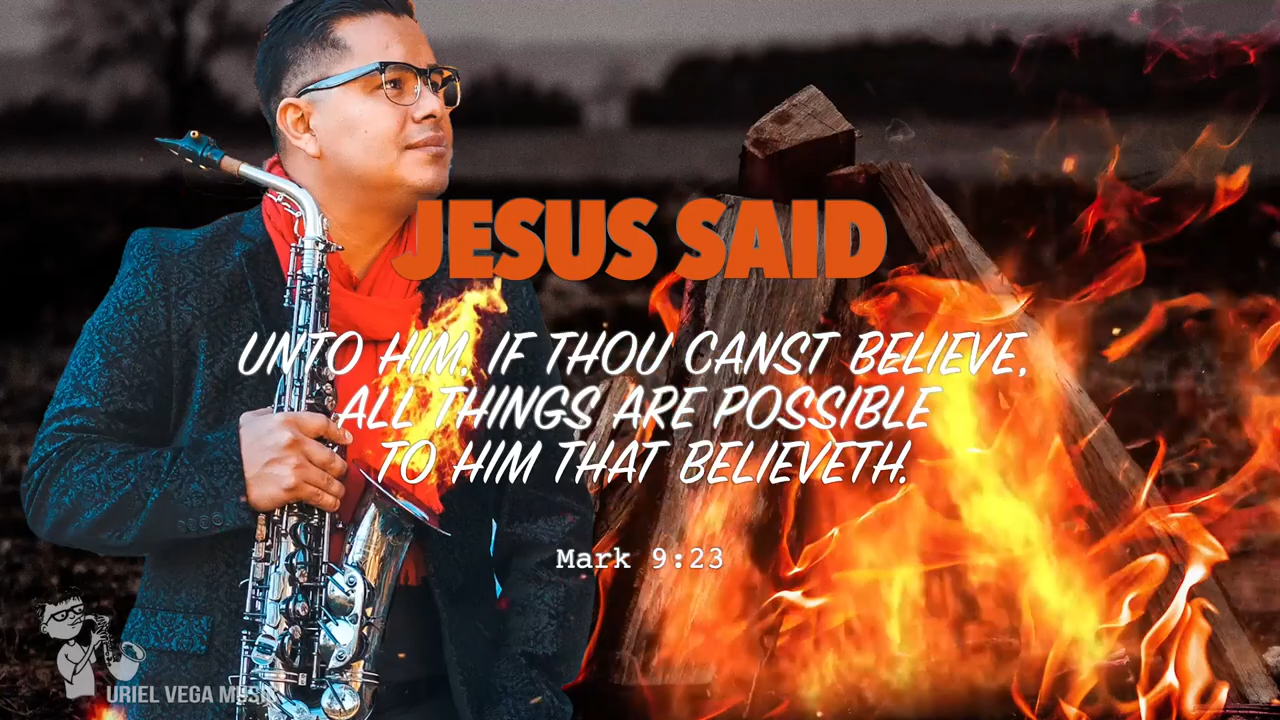 JESUS SAID
UNTO HIM, IF THOU CANST BELIEVE,
ALL THINGS ARE POSSIBLE
TO HIM THAT BELIEVETH.
Mark 9:23
URIEL VEGA MUSIC